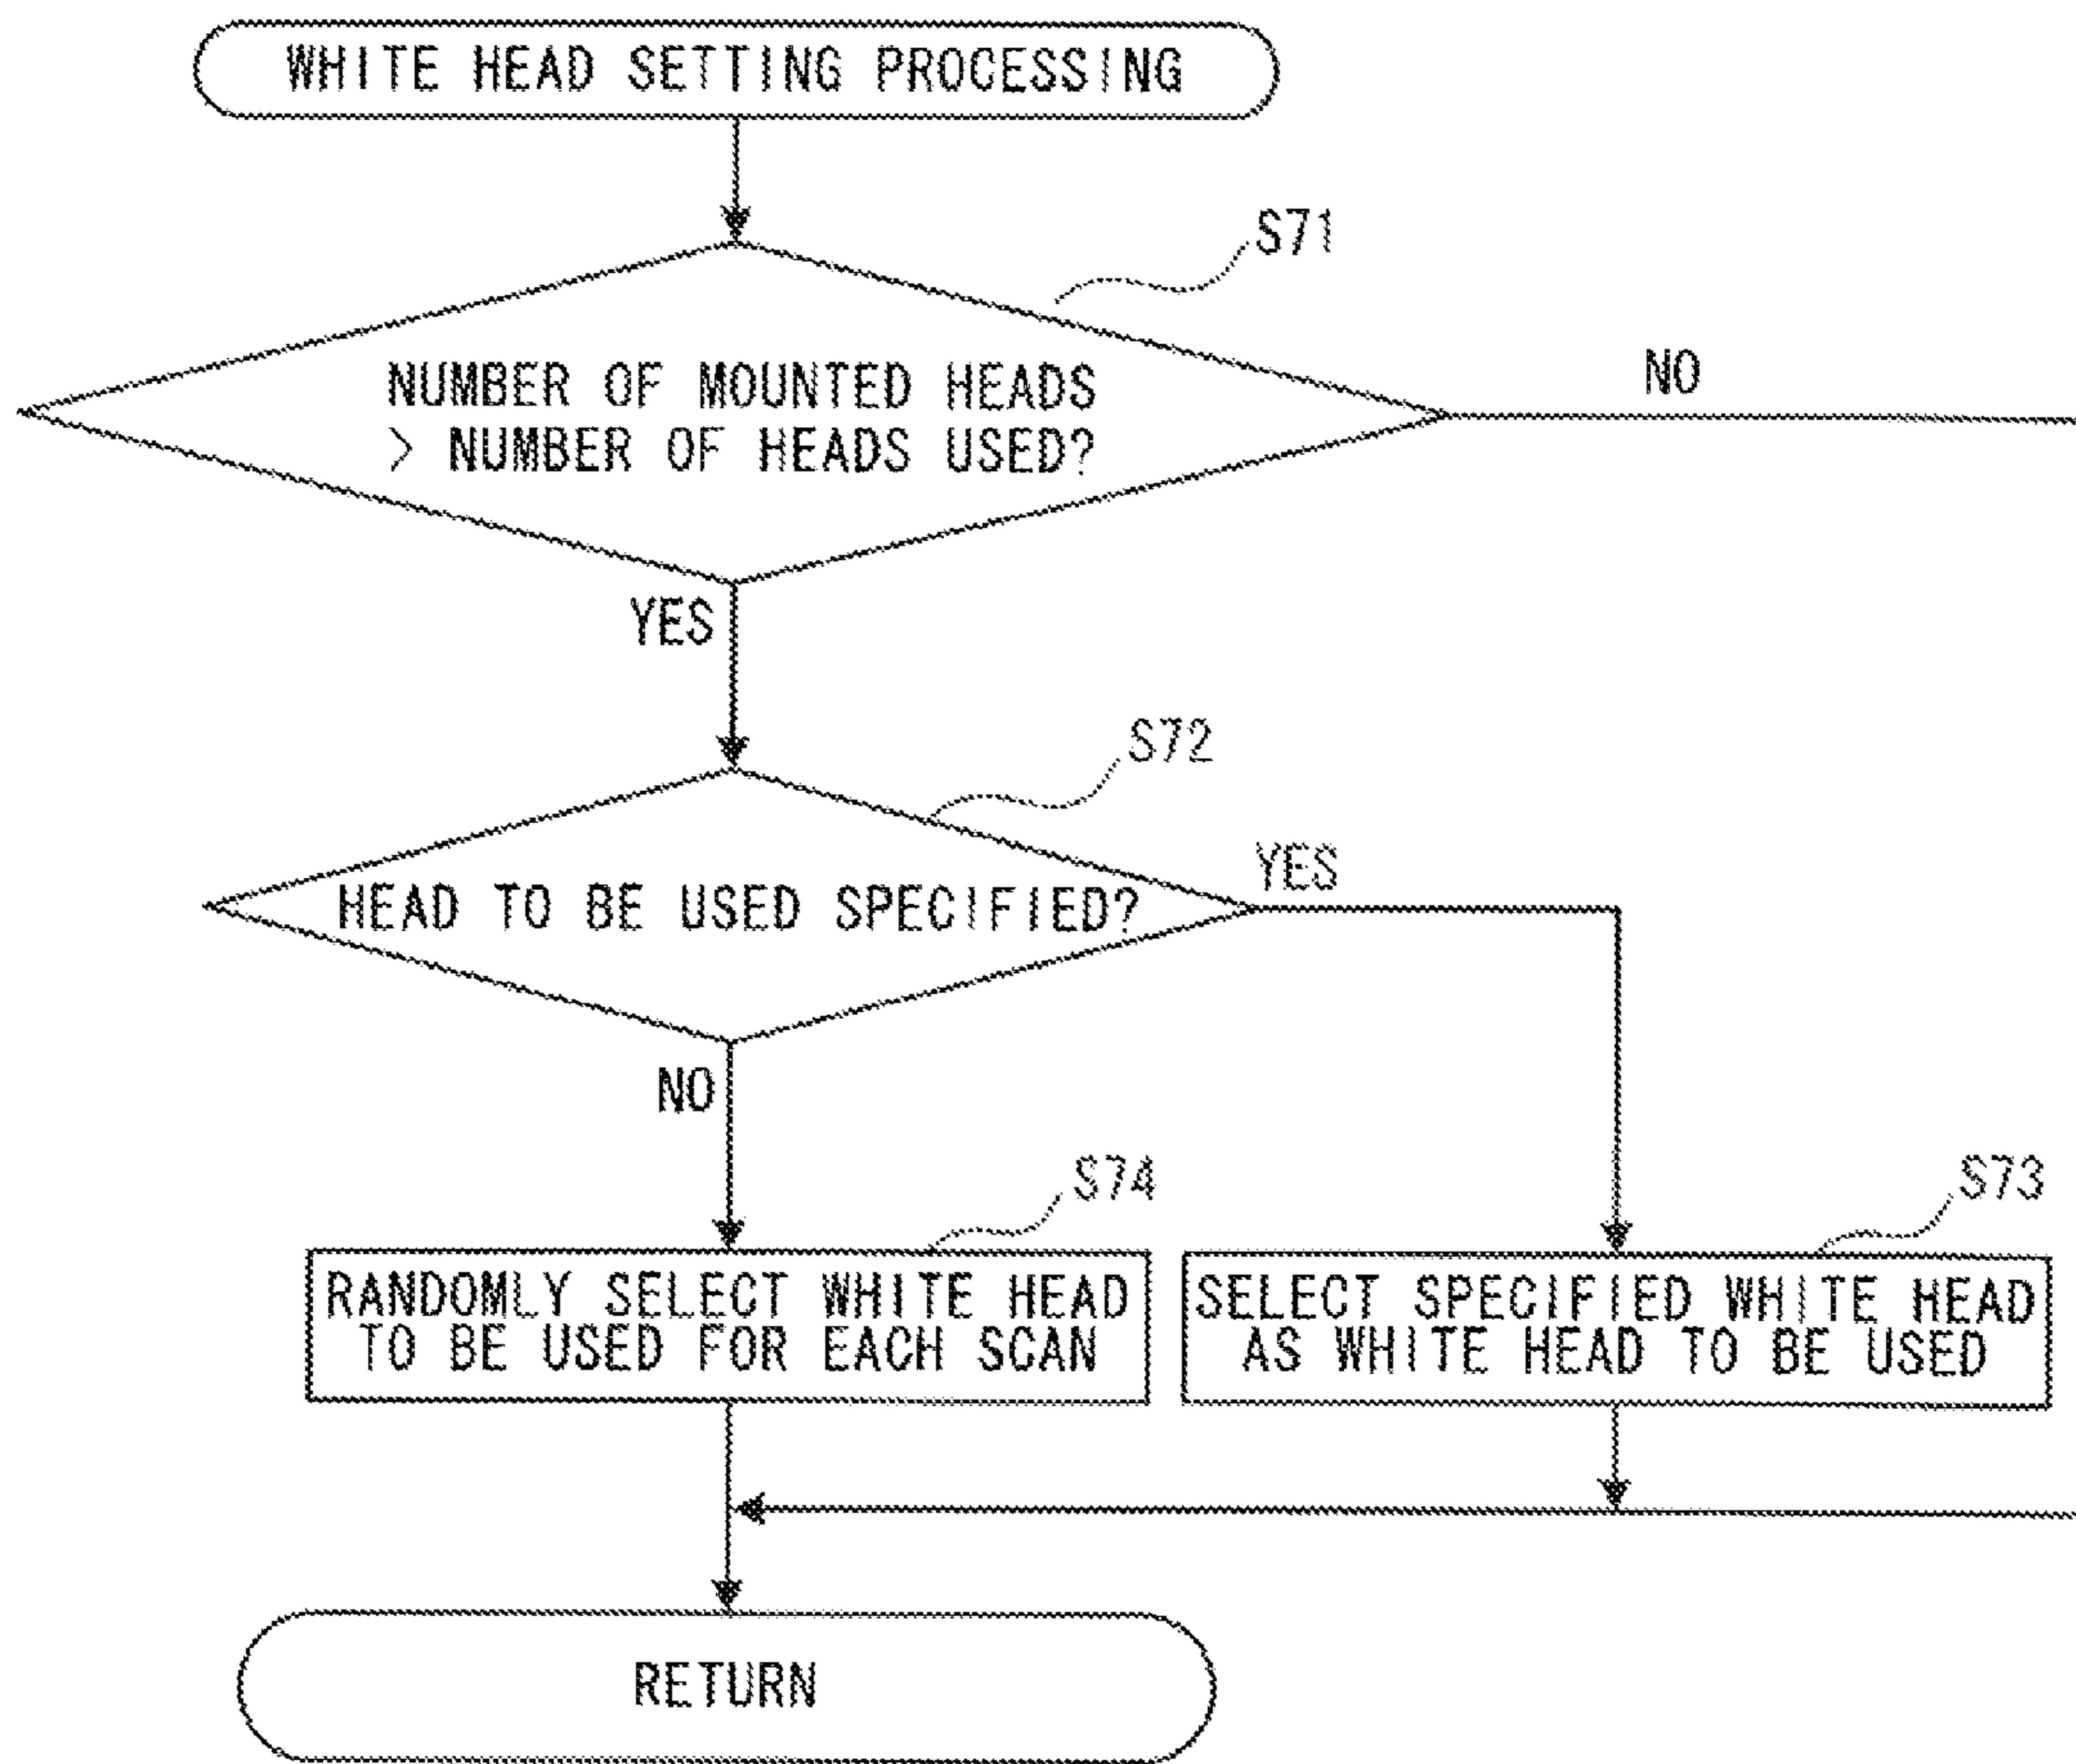 WHITE HEAD SETTING PROCESSING
S71
NUMBER OF MOUNTED HEADS
> NUMBER OF HEADS USED?
NO
YES
S72
HEAD TO BE USED SPECIFIED?
YES
NO
S74
S73
RANDOMLY SELECT WHITE HEAD
TO BE USED FOR EACH SCAN
SELECT SPECIFIED WHITE HEAD
AS WHITE HEAD TO BE USED
RETURN